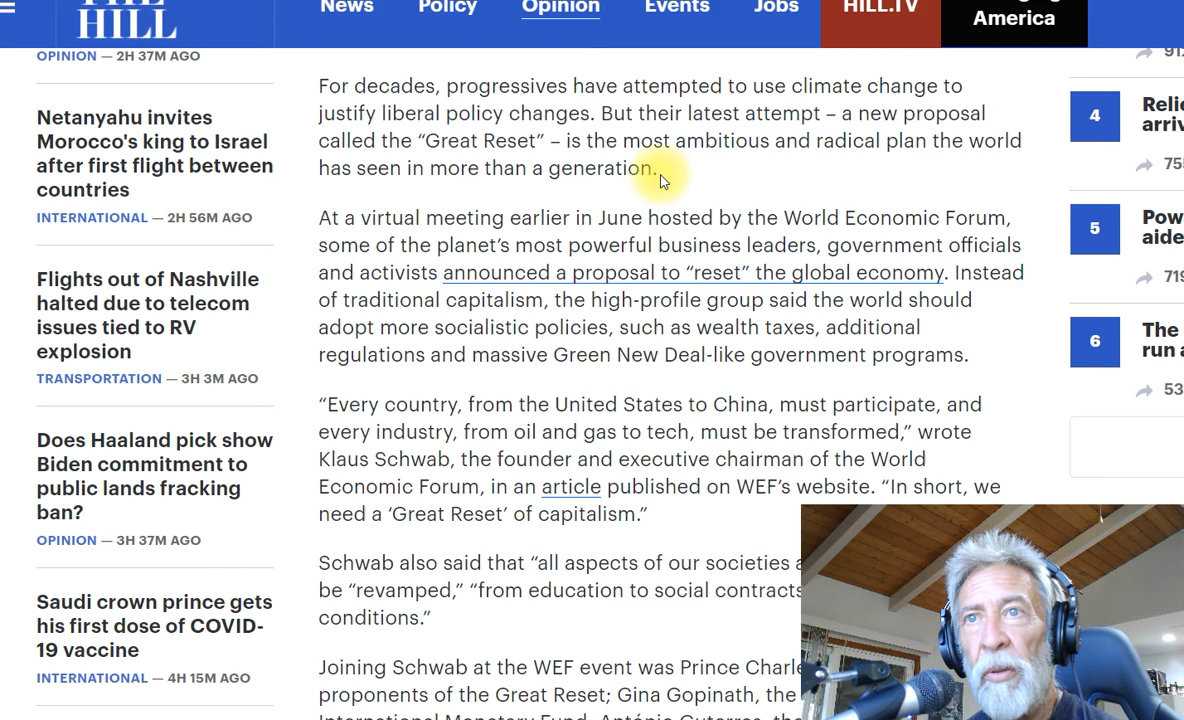 THE
HILL
News
Policy
Opinion
Events
Jobs
HILL.TV
America
OPINION — 2H 37M AGO
Netanyahu invites
Morocco's king to Israel
after first flight between
countries
INTERNATIONAL — 2H 56M AGO
Flights out of Nashville
halted due to telecom
issues tied to RV
explosion
TRANSPORTATION — 3H 3M AGO
Does Haaland pick show
Biden commitment to
public lands fracking
ban?
OPINION — 3H 37M AGO
Saudi crown prince gets
his first dose of COVID-
19 vaccine
INTERNATIONAL — 4H 15M AGO
For decades, progressives have attempted to use climate change to
justify liberal policy changes. But their latest attempt – a new proposal
called the “Great Reset” – is the most ambitious and radical plan the world
has seen in more than a generation.
At a virtual meeting earlier in June hosted by the World Economic Forum,
some of the planet’s most powerful business leaders, government officials
and activists announced a proposal to “reset” the global economy. Instead
of traditional capitalism, the high-profile group said the world should
adopt more socialistic policies, such as wealth taxes, additional
regulations and massive Green New Deal-like government programs.
“Every country, from the United States to China, must participate, and
every industry, from oil and gas to tech, must be transformed,” wrote
Klaus Schwab, the founder and executive chairman of the World
Economic Forum, in an article published on WEF’s website. “In short, we
need a ‘Great Reset’ of capitalism.”
Schwab also said that “all aspects of our societies
be “revamped,” “from education to social contracts
conditions.”
Joining Schwab at the WEF event was Prince
proponents of the Great Reset; Gina Gopinath, the
International Monetary Fund, António Guterres,
4
5
6
The
run